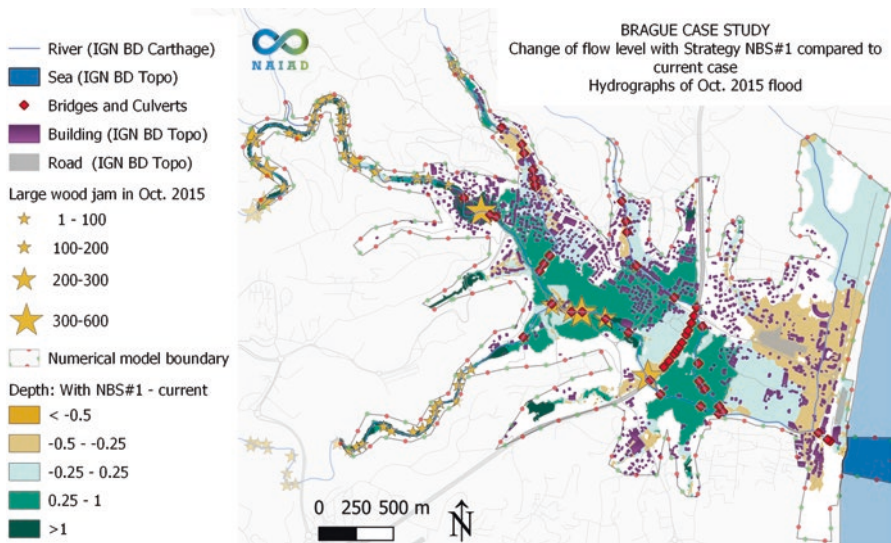 BRAGUE CASE STUDY
Change of flow level with Strategy NBS#1 compared to
current case
Hydrographs of Oct. 2015 flood
NAIAD
River (IGN BD Carthage)
Sea (IGN BD Topo)
Bridges and Culverts
Building (IGN BD Topo)
Road (IGN BD Topo)
Large wood jam in Oct. 2015
1 - 100
100-200
200-300
300-600
Numerical model boundary
Depth: With NBS#1 - current
< -0.5
-0.5 - -0.25
-0.25 - 0.25
0.25 - 1
>1
0 250 500 m
N